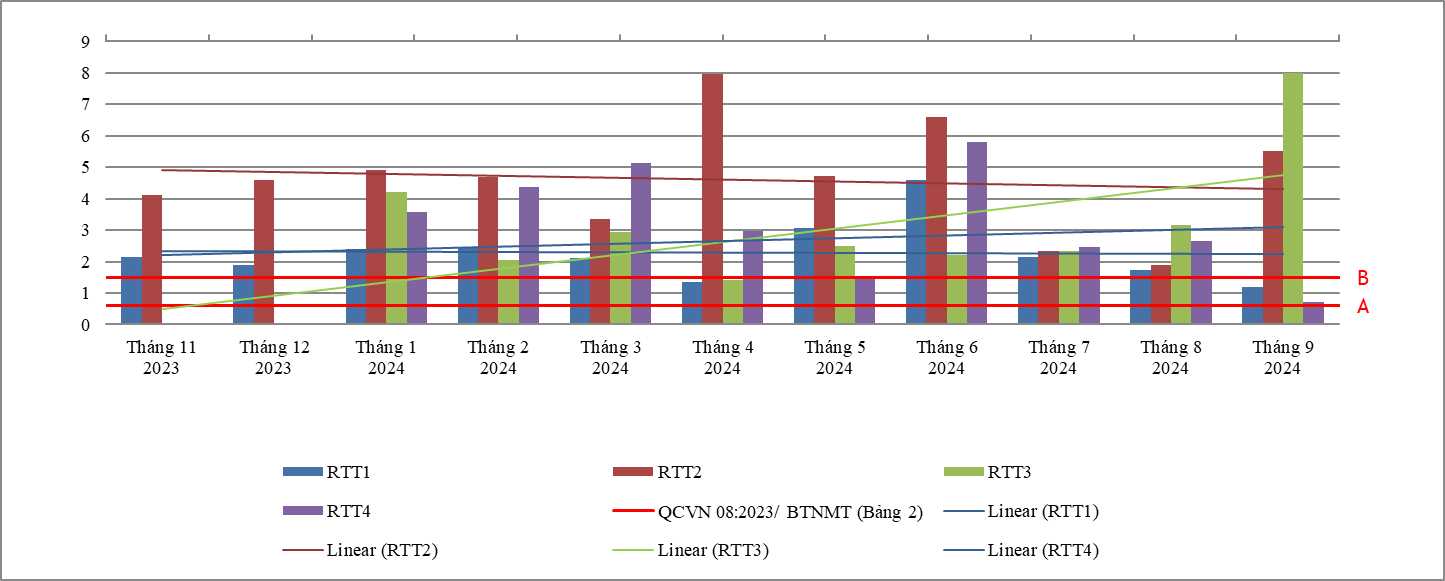 9
8
7
6
5
4
3
2
1
0
B
A
Tháng 11
2023
Tháng 12
2023
Tháng 1
2024
Tháng 2
2024
Tháng 3
2024
Tháng 4
2024
Tháng 5
2024
Tháng 6
2024
Tháng 7
2024
Tháng 8
2024
Tháng 9
2024
RTT1
RTT2
RTT3
RTT4
QCVN 08:2023/ BTNMT (Bảng 2)
Linear (RTT1)
Linear (RTT2)
Linear (RTT3)
Linear (RTT4)